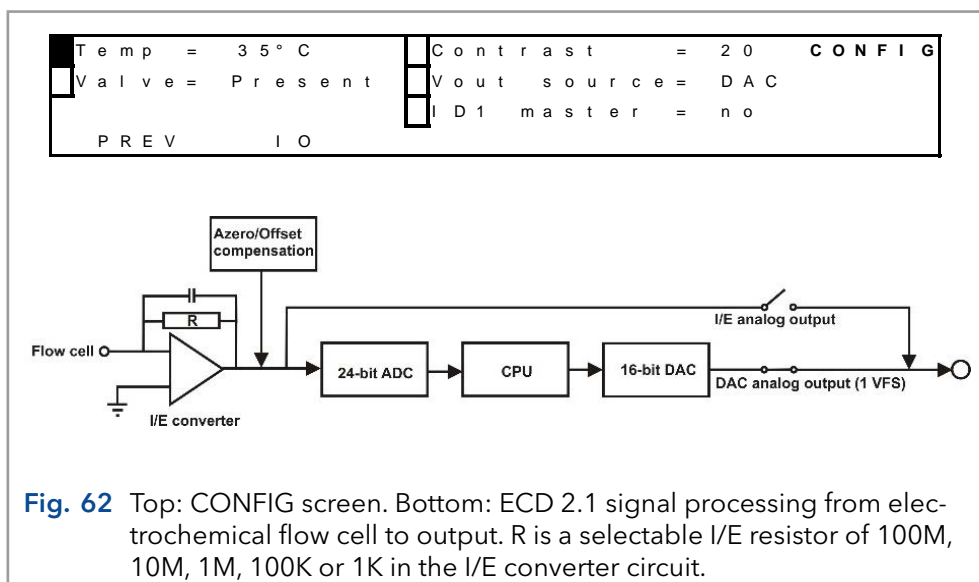 Temp = 35°C Contrast = 20 CONFIG
Valve= Present Vout source= DAC
ID1 master = no
PREV IO
Azero/Offset
compensation
R
I/E analog output
Flow cell
24-bit ADC
CPU
16-bit DAC
DAC analog output (1 VFS)
I/E converter
Fig. 62 Top: CONFIG screen. Bottom: ECD 2.1 signal processing from elec-
trochemical flow cell to output. R is a selectable I/E resistor of 100M,
10M, 1M, 100K or 1K in the I/E converter circuit.